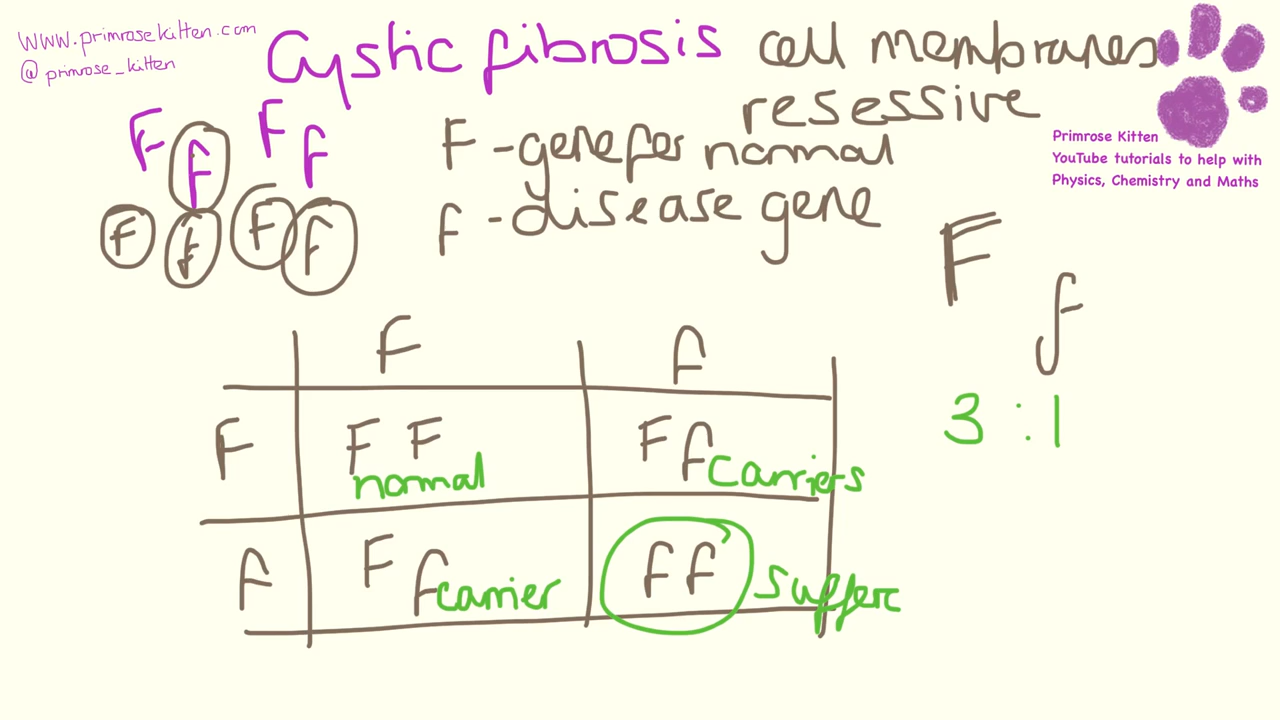 www.primrosekitten.com
@primrose_kitten
Cystic fibrosis
cell membranes
resessive
F f F f
F f F f
F - gene for normal
f - disease gene
Primrose Kitten
YouTube tutorials to help with
Physics, Chemistry and Maths
F
f
3 : 1
F f
F FF normal Ff carriers
f Ff carrier ff sufferc